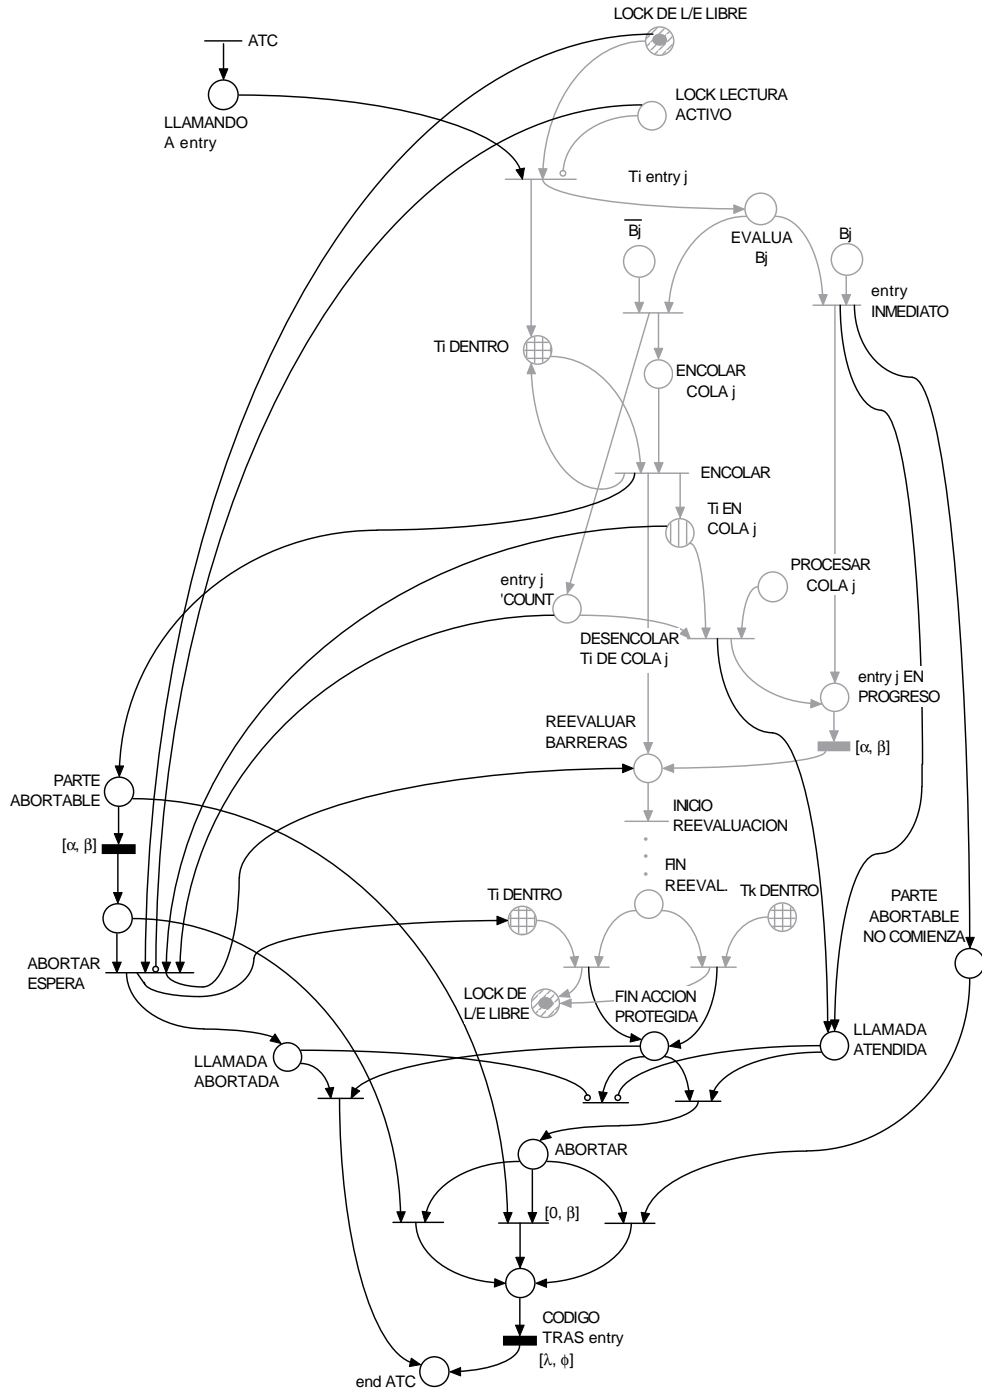 LOCK DE L/E LIBRE
ATC
LOCK LECTURA
ACTIVO
LLAMANDO
A entry
Ti entry j
Bj
EVALUA
Bj
Bj
entry
INMEDIATO
Ti DENTRO
ENCOLAR
COLA j
ENCOLAR
Ti EN
COLA j
PROCESAR
COLA j
entry j
'COUNT
DESENCOLAR
Ti DE COLA j
entry j EN
PROGRESO
REEVALUAR
BARRERAS
[α, β]
PARTE
ABORTABLE
INICIO
REEVALUACION
[α, β]
FIN
REEVAL.
Ti DENTRO
Tk DENTRO
PARTE
ABORTABLE
NO COMIENZA
ABORTAR
ESPERA
LOCK DE
L/E LIBRE
FIN ACCION
PROTEGIDA
LLAMADA
ATENDIDA
LLAMADA
ABORTADA
ABORTAR
[0, β]
CODIGO
TRAS entry
[λ, ϕ]
end ATC